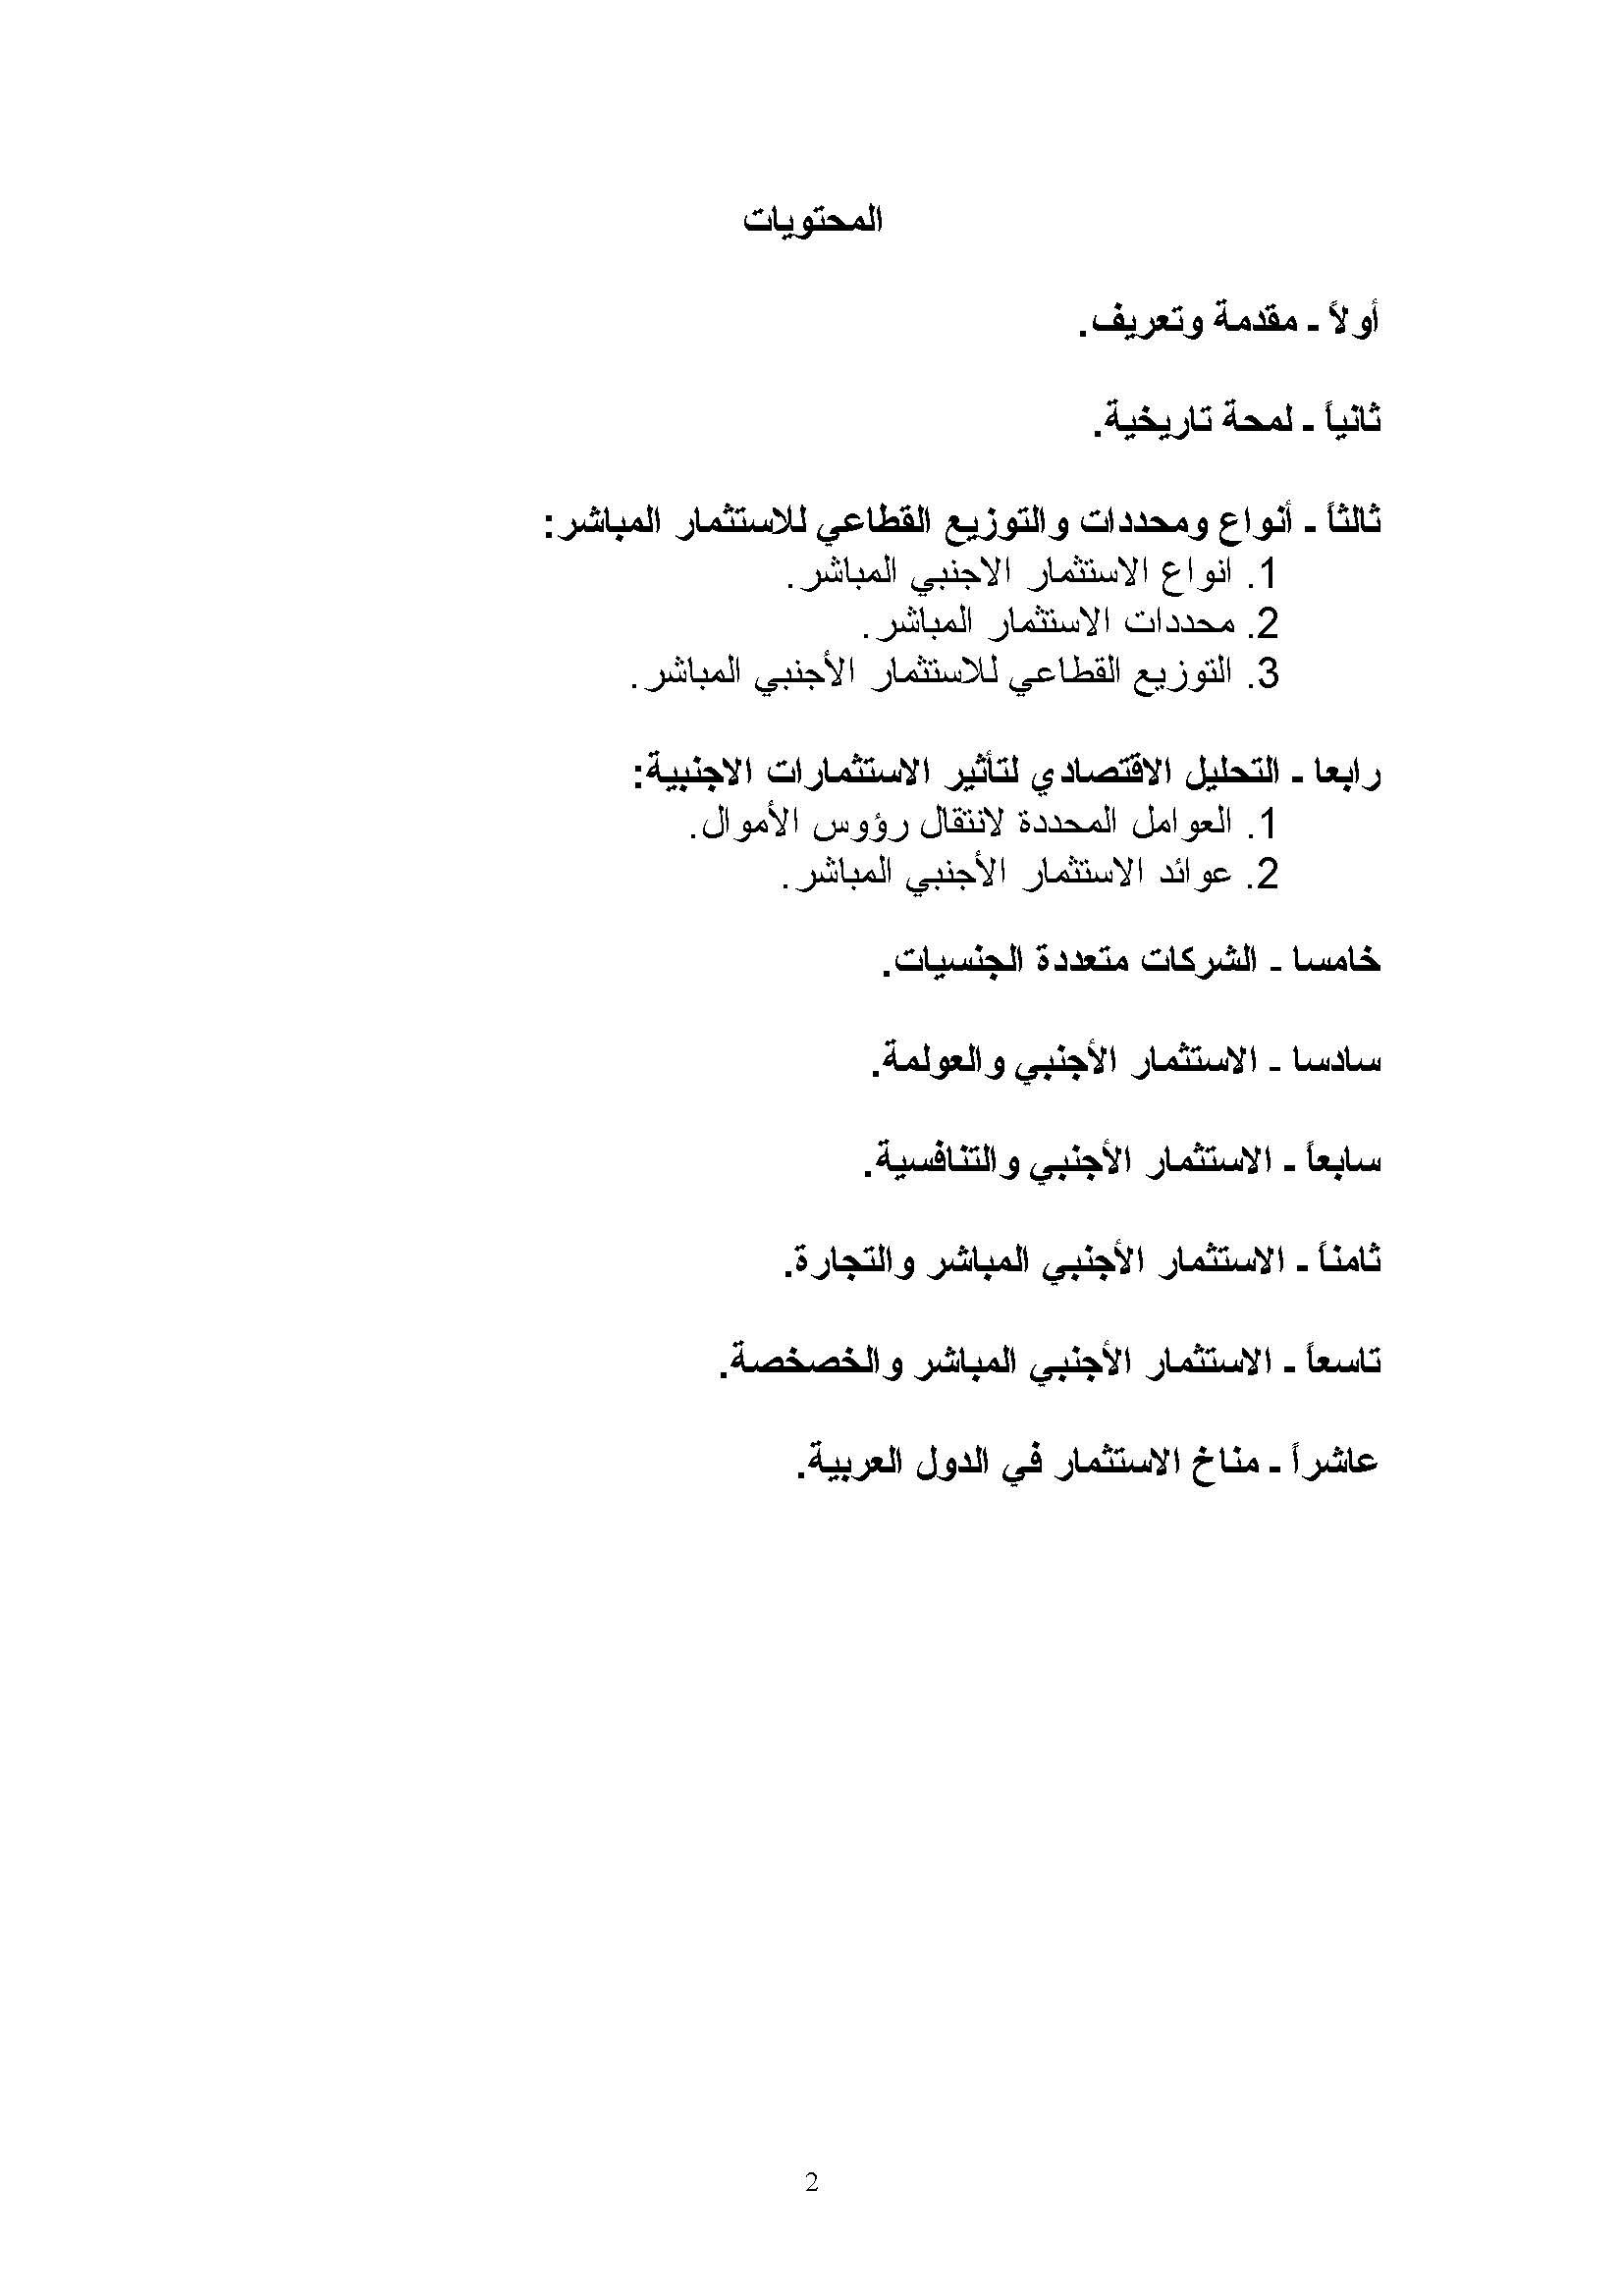 المحتويات
أولاً ـ مقدمة وتعريف.
ثانياً ـ لمحة تاريخية.
ثالثاً ـ أنواع ومحددات والتوزيع القطاعي للاستثمار المباشر:
1. انواع الاستثمار الاجنبي المباشر.
2. محددات الاستثمار المباشر.
3. التوزيع القطاعي للاستثمار الأجنبي المباشر.
رابعا ـ التحليل الاقتصادي لتأثير الاستثمارات الاجنبية:
1. العوامل المحددة لانتقال رؤوس الأموال.
2. عوائد الاستثمار الأجنبي المباشر.
خامسا ـ الشركات متعددة الجنسيات.
سادسا ـ الاستثمار الأجنبي والعولمة.
سابعاً ـ الاستثمار الأجنبي والتنافسية.
ثامناً ـ الاستثمار الأجنبي المباشر والتجارة.
تاسعاً ـ الاستثمار الأجنبي المباشر والخصخصة.
عاشراً ـ مناخ الاستثمار في الدول العربية.
2